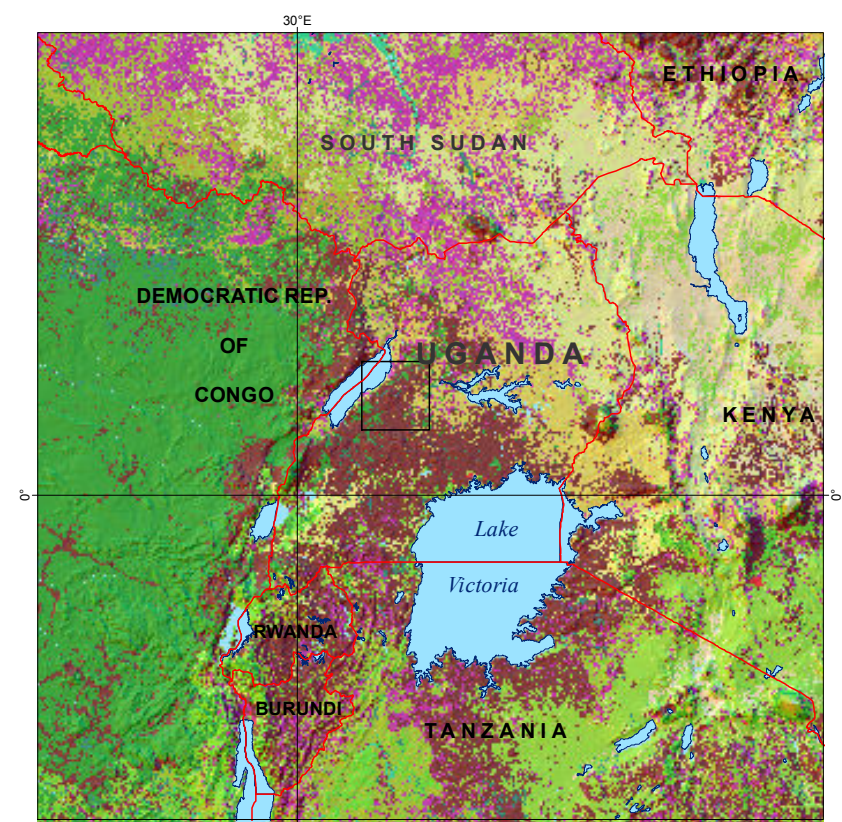 30°E
ETHIOPIA
SOUTH SUDAN
DEMOCRATIC REP.
OF
CONGO
UGANDA
KENYA
0°
0°
Lake
Victoria
RWANDA
BURUNDI
TANZANIA